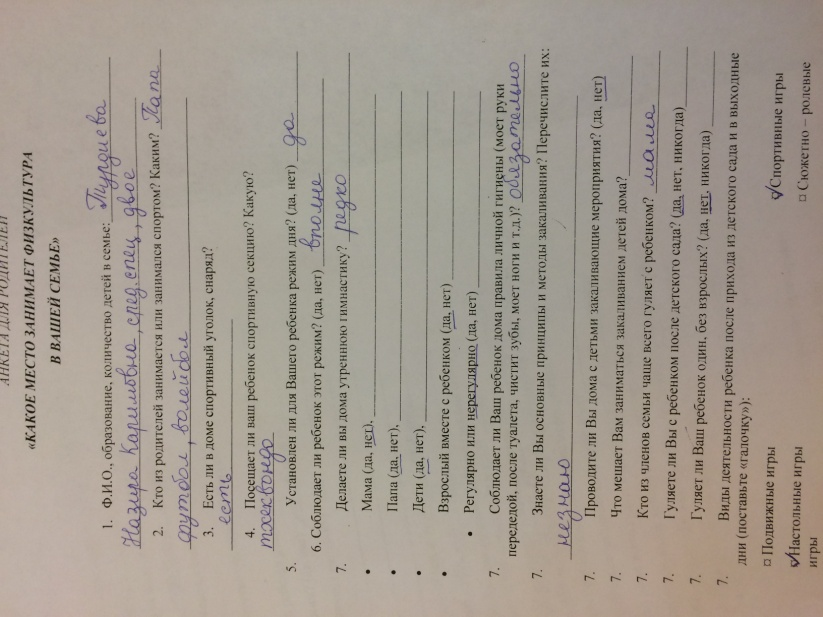 АНКЕТА ДЛЯ РОДИТЕЛЕЙ
«КАКОЕ МЕСТО ЗАНИМАЕТ ФИЗКУЛЬТУРА
В ВАШЕЙ СЕМЬЕ»
1. Ф.И.О., образование, количество детей в семье: Турдиева
Назира Каримовна, сред. спец, двое
2. Кто из родителей занимается или занимался спортом? Каким? Папа
футбол, волейбол
3. Есть ли в доме спортивный уголок, снаряд?
есть
4. Посещает ли ваш ребенок спортивную секцию? Какую?
тхеквондо
5. Установлен ли для Вашего ребенка режим дня? (да, нет) да
6. Соблюдает ли ребенок этот режим? (да, нет) вполне
7. Делаете ли вы дома утреннюю гимнастику? редко
• Мама (да, нет),
• Папа (да, нет),
• Дети (да, нет),
• Взрослый вместе с ребенком (да, нет)
• Регулярно или нерегулярно (да, нет)
7. Соблюдает ли Ваш ребенок дома правила личной гигиены (моет руки
передедой, после туалета, чистит зубы, моет ноги и т.д.)? обязательно
7. Знаете ли Вы основные принципы и методы закаливания? Перечислите их:
незнаю
7. Проводите ли Вы дома с детьми закаливающие мероприятия? (да, нет)
7. Что мешает Вам заниматься закаливанием детей дома?
7. Кто из членов семьи чаще всего гуляет с ребенком? мама
7. Гуляете ли Вы с ребенком после детского сада? (да, нет, никогда)
7. Гуляет ли Ваш ребенок один, без взрослых? (да, нет, никогда)
7. Виды деятельности ребенка после прихода из детского сада и в выходные
дни (поставьте «галочку»):
□ Подвижные игры ✓Спортивные игры
✓Настольные игры □ Сюжетно – ролевые
игры